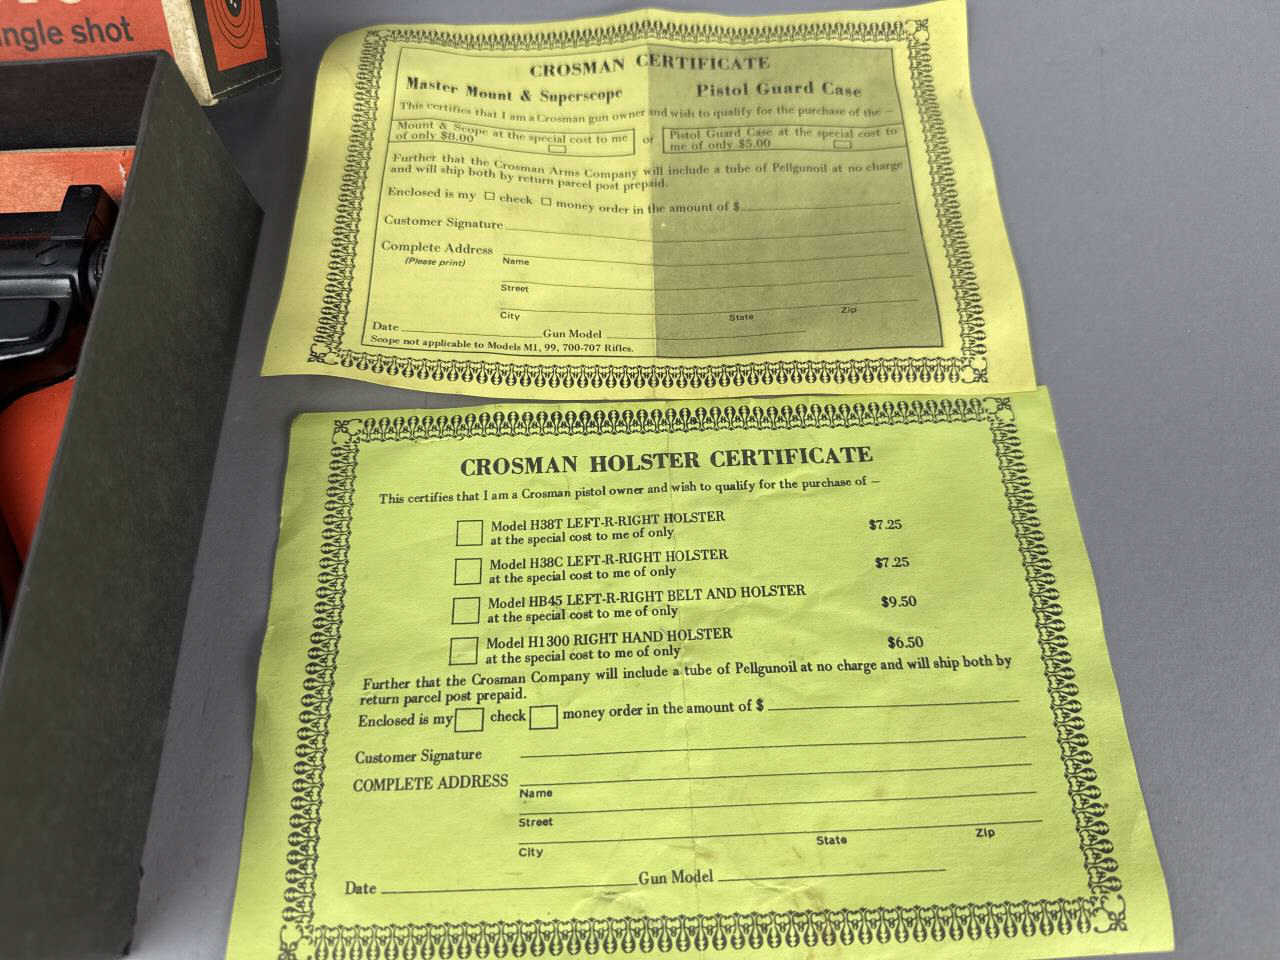 ngle shot
CROSMAN CERTIFICATE
Master Mount & Superscope
Pistol Guard Case
This certifies that I am a Crosman gun owner and wish to qualify for the purchase of the —
Mount & Scope at the special cost to me
of only $8.00
or
Pistol Guard Case at the special cost to
me of only $5.00
Further that the Crosman Arms Company will include a tube of Pellgunoil at no charge
and will ship both by return parcel post prepaid.
Enclosed is my check money order in the amount of $
Customer Signature
Complete Address
(Please print)
Name
Street
City State Zip
Date Gun Model
Scope not applicable to Models M1, 99, 700-707 Rifles.
CROSMAN HOLSTER CERTIFICATE
This certifies that I am a Crosman pistol owner and wish to qualify for the purchase of —
Model H38T LEFT-R-RIGHT HOLSTER $7.25
at the special cost to me of only
Model H38C LEFT-R-RIGHT HOLSTER $7.25
at the special cost to me of only
Model HB45 LEFT-R-RIGHT BELT AND HOLSTER $9.50
at the special cost to me of only
Model H1300 RIGHT HAND HOLSTER $6.50
at the special cost to me of only
Further that the Crosman Company will include a tube of Pellgunoil at no charge and will ship both by
return parcel post prepaid.
Enclosed is my check money order in the amount of $
Customer Signature
COMPLETE ADDRESS
Name
Street
City State Zip
Date Gun Model